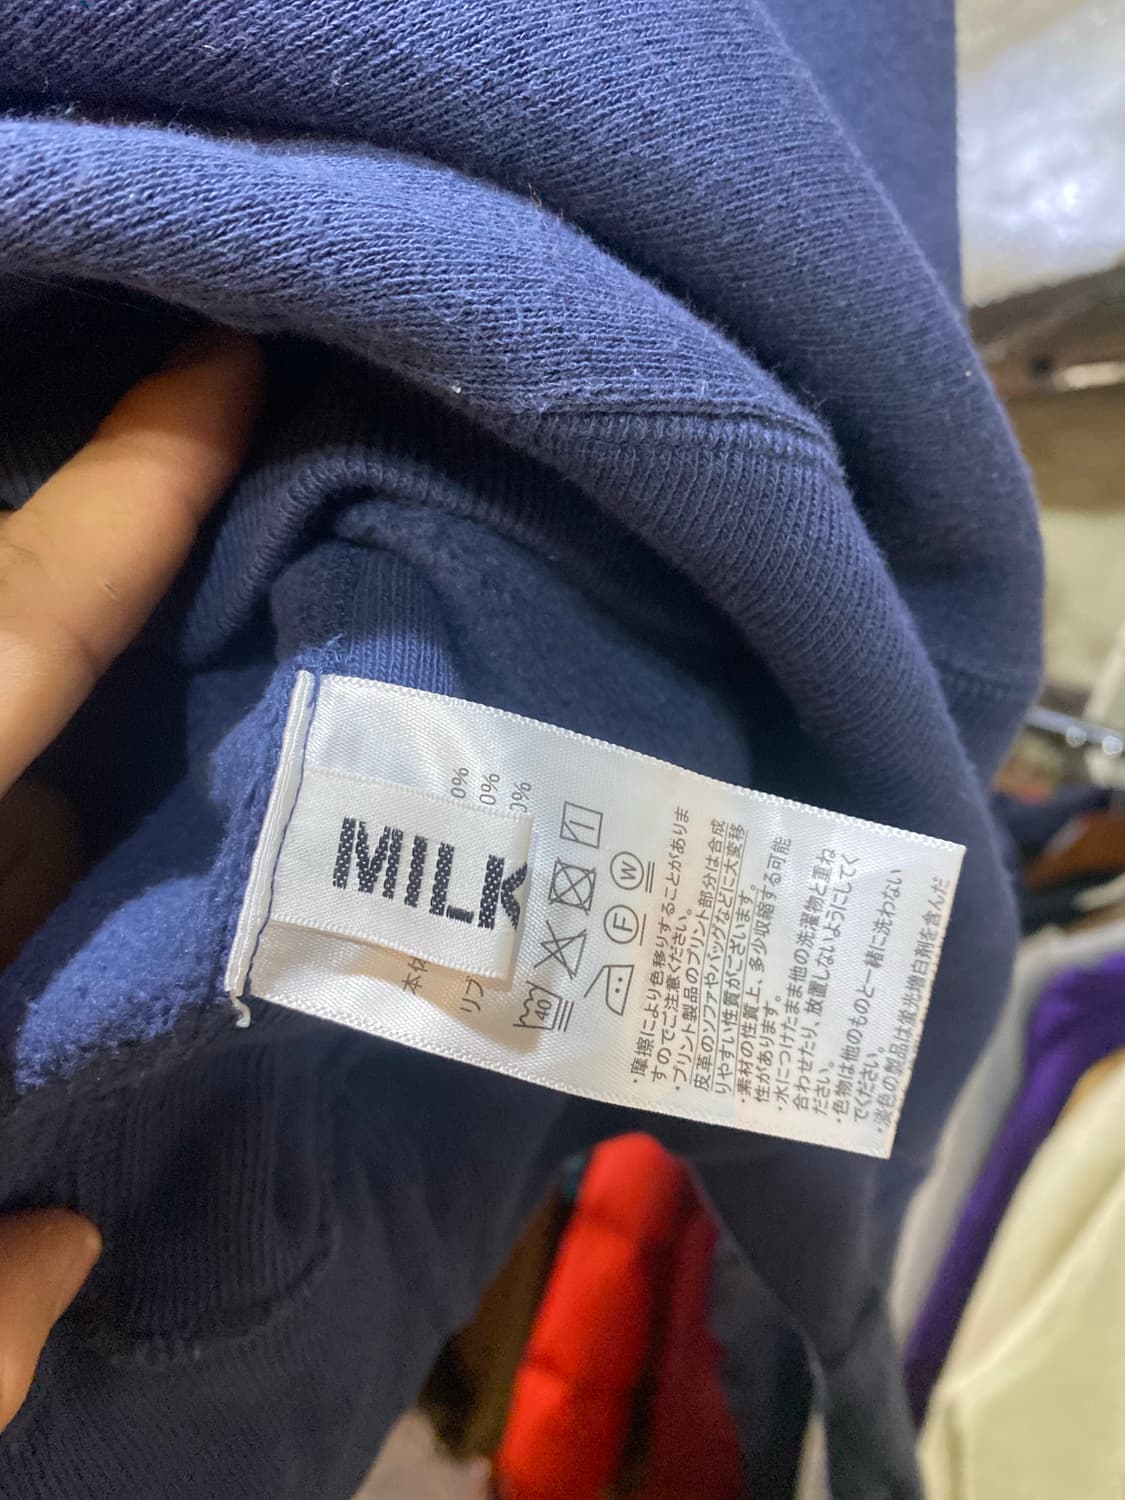 MILK
本体
リブ
0%
0%
0%
40
F
W
・摩擦により色移りすることがありま
すのでご注意ください。
・プリント製品のプリント部分は合成
皮革のソファやバッグなどに大変移
りやすい性質がございます。
・素材の性質上、多少収縮する可能
性があります。
・水につけたまま他の洗濯物と重ね
合わせたり、放置しないようにしてく
ださい。
・色物は他のものと一緒に洗わない
でください。
・淡色の製品は蛍光増白剤を含んだ